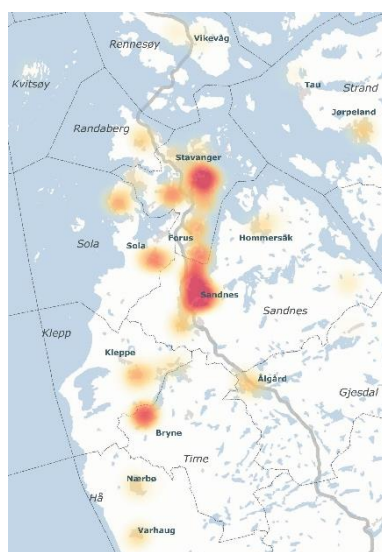 Vikevåg
Rennesøy
Kvitsøy
Tau
Strand
Jørpeland
Randaberg
Stavanger
Forus
Hommersåk
Sola
Sola
Sandnes
Sandnes
Klepp
Kleppe
Ålgård
Gjesdal
Bryne
Time
Nærbø
Hå
Varhaug